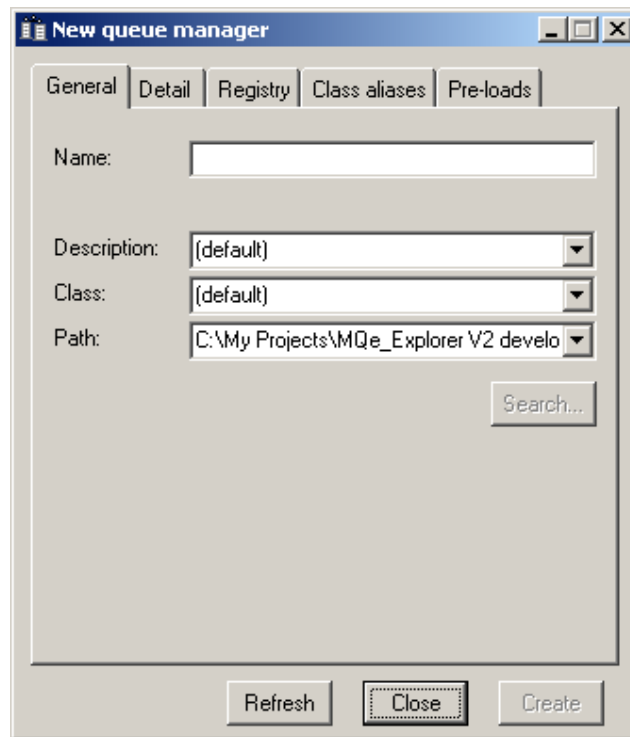 New queue manager
General Detail Registry Class aliases Pre-loads
Name:
Description: (default)
Class: (default)
Path: C:\My Projects\MQe_Explorer V2 develo
Search...
Refresh Close Create